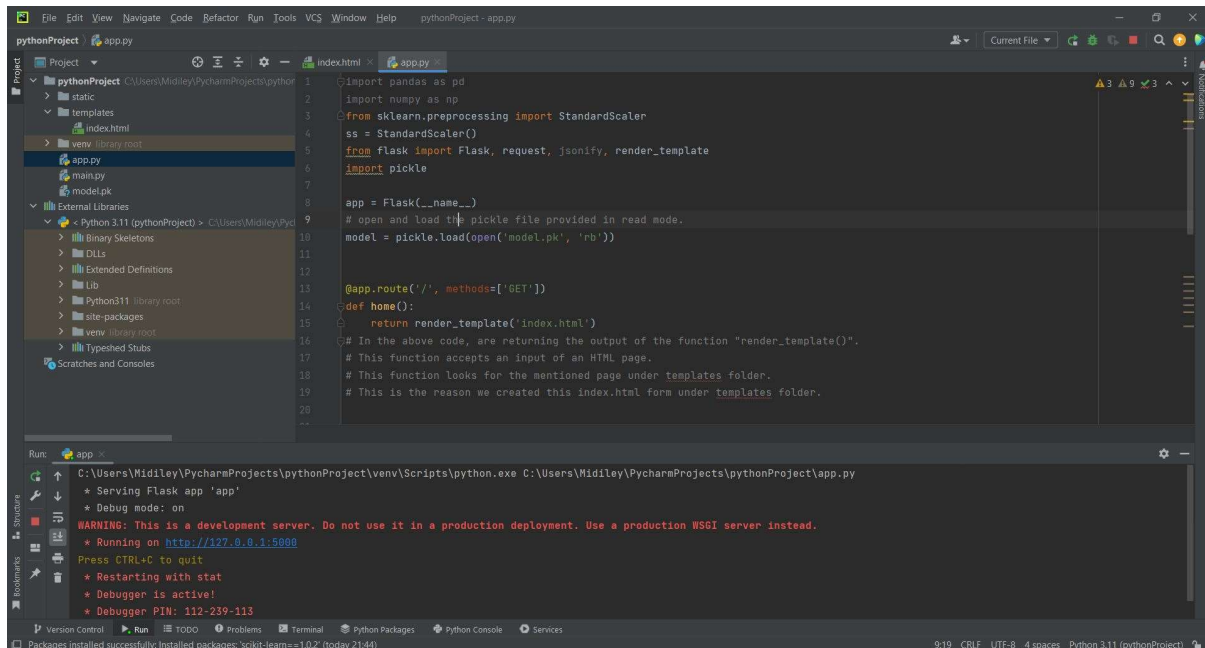 File Edit View Navigate Code Refactor Run Tools VCS Window Help pythonProject - app.py
pythonProject app.py Current File
Project index.html app.py
Project
pythonProject C:\Users\Midiley\PycharmProjects\python
static
templates
index.html
venv library root
app.py
main.py
model.pk
External Libraries
< Python 3.11 (pythonProject) > C:\Users\Midiley\Pyc
Binary Skeletons
DLLs
Extended Definitions
Lib
Python311 library root
site-packages
venv library root
Typeshed Stubs
Scratches and Consoles
1 import pandas as pd
2 import numpy as np
3 from sklearn.preprocessing import StandardScaler
4 ss = StandardScaler()
5 from flask import Flask, request, jsonify, render_template
6 import pickle
7
8 app = Flask(__name__)
9 # open and load the pickle file provided in read mode.
10 model = pickle.load(open('model.pk', 'rb'))
11
12
13 @app.route('/', methods=['GET'])
14 def home():
15 return render_template('index.html')
16 # In the above code, are returning the output of the function "render_template()".
17 # This function accepts an input of an HTML page.
18 # This function looks for the mentioned page under templates folder.
19 # This is the reason we created this index.html form under templates folder.
20
3 9 3
Notifications
Run: app
C:\Users\Midiley\PycharmProjects\pythonProject\venv\Scripts\python.exe C:\Users\Midiley\PycharmProjects\pythonProject\app.py
* Serving Flask app 'app'
* Debug mode: on
WARNING: This is a development server. Do not use it in a production deployment. Use a production WSGI server instead.
* Running on http://127.0.0.1:5000
Press CTRL+C to quit
* Restarting with stat
* Debugger is active!
* Debugger PIN: 112-239-113
Structure
Bookmarks
Version Control Run TODO Problems Terminal Python Packages Python Console Services
Packages installed successfully: Installed packages: 'scikit-learn==1.0.2' (today 21:44) 9:19 CRLF UTF-8 4 spaces Python 3.11 (pythonProject)